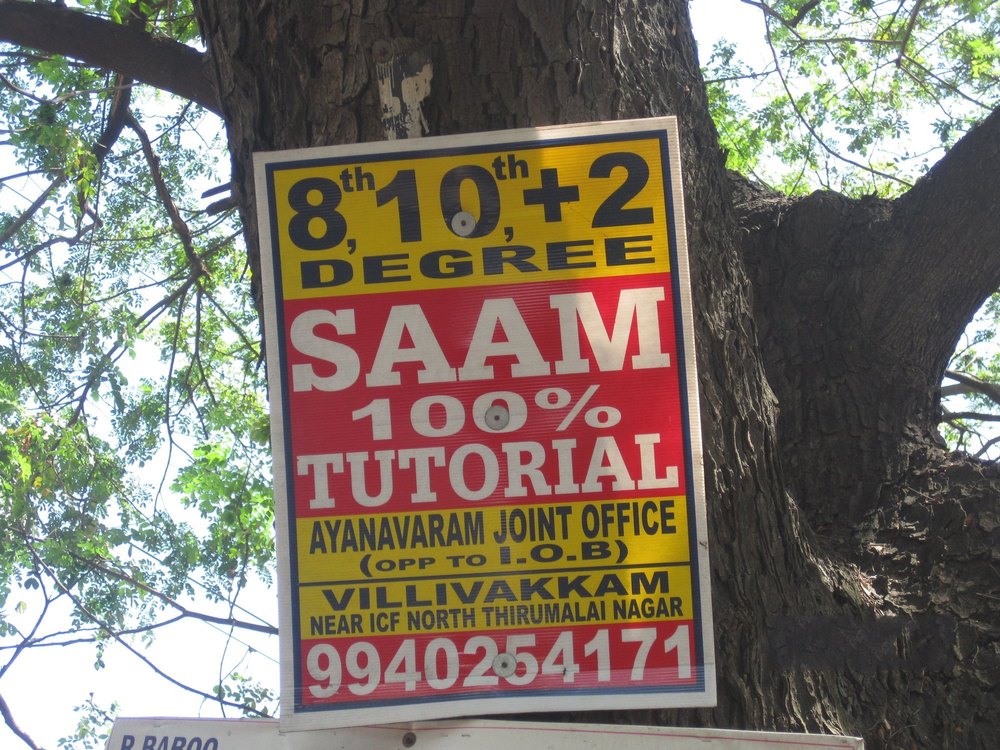 8th, 10th, +2
DEGREE
SAAM
100%
TUTORIAL
AYANAVARAM JOINT OFFICE
(OPP TO I.O.B)
VILLIVAKKAM
NEAR ICF NORTH THIRUMALAI NAGAR
9940254171
R.BABOO